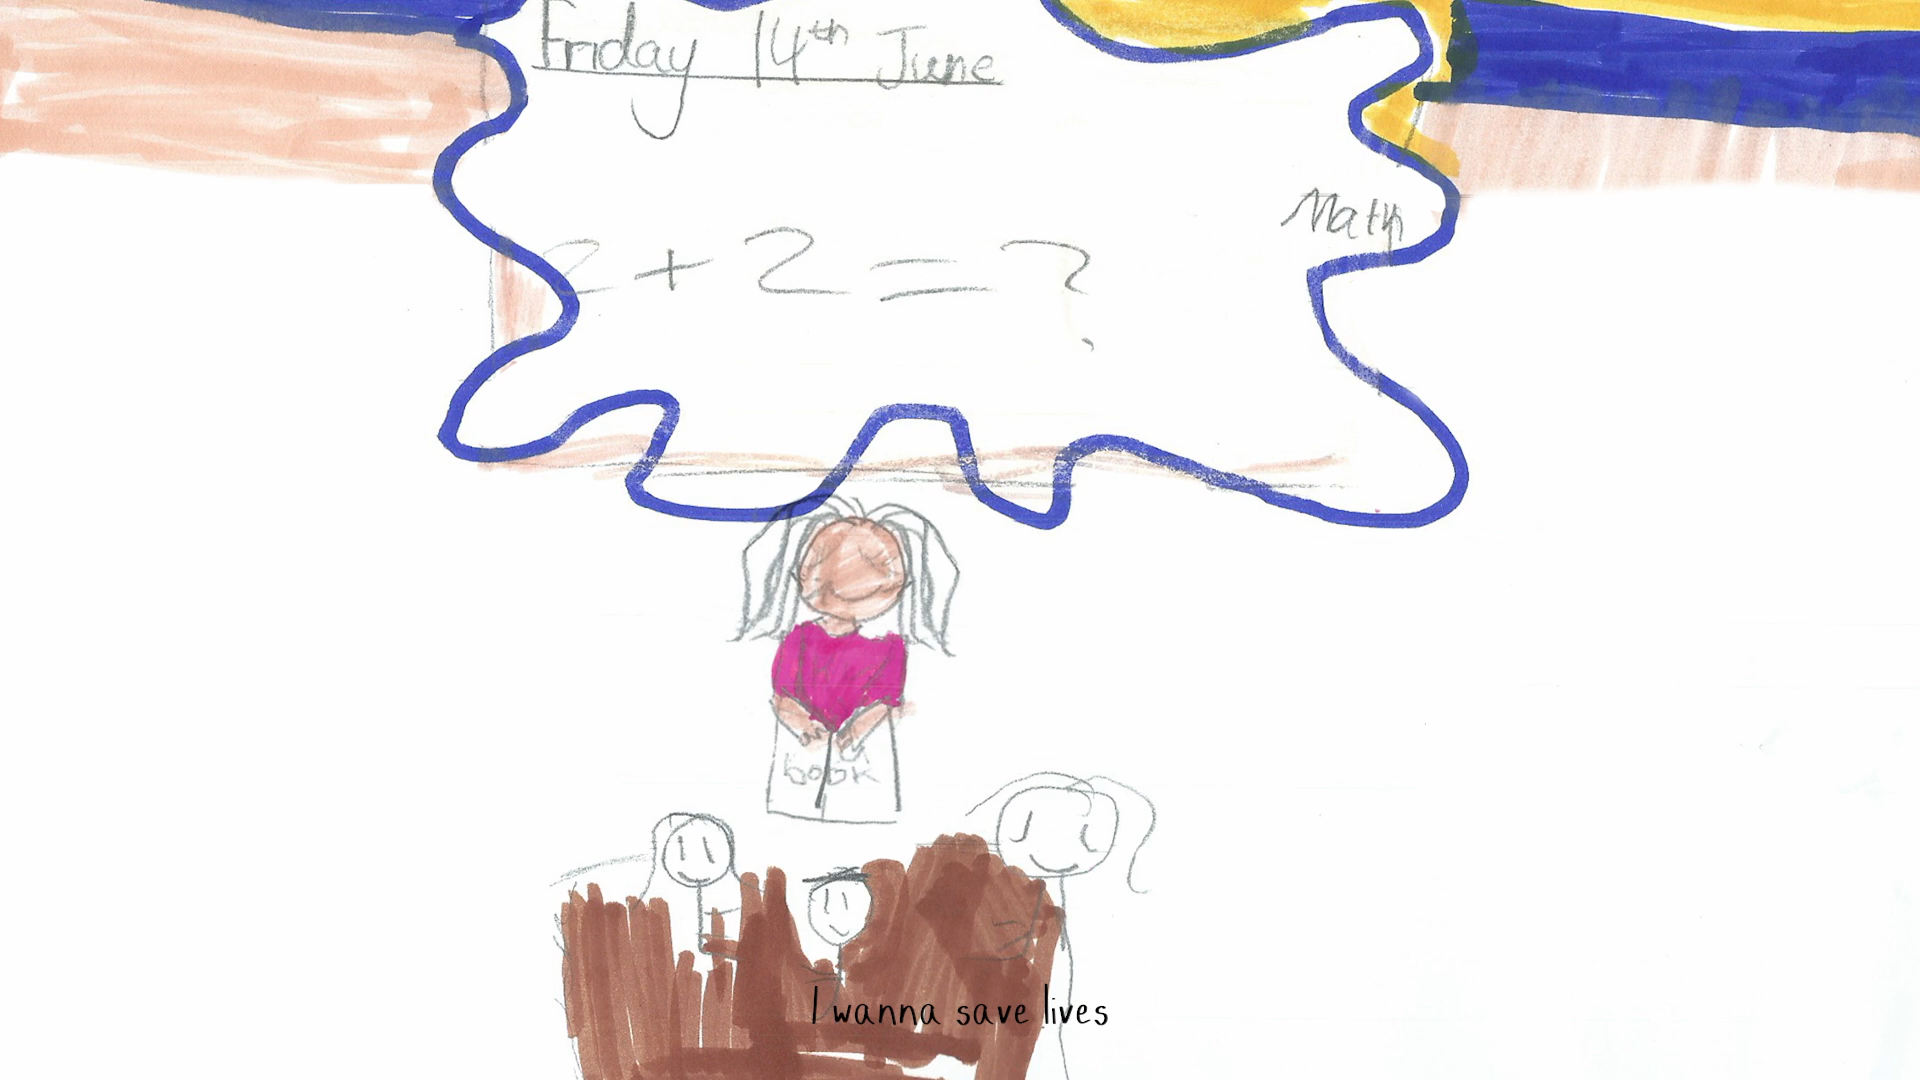 Friday 14th June
Math
2 + 2 = ?
book
I wanna save lives